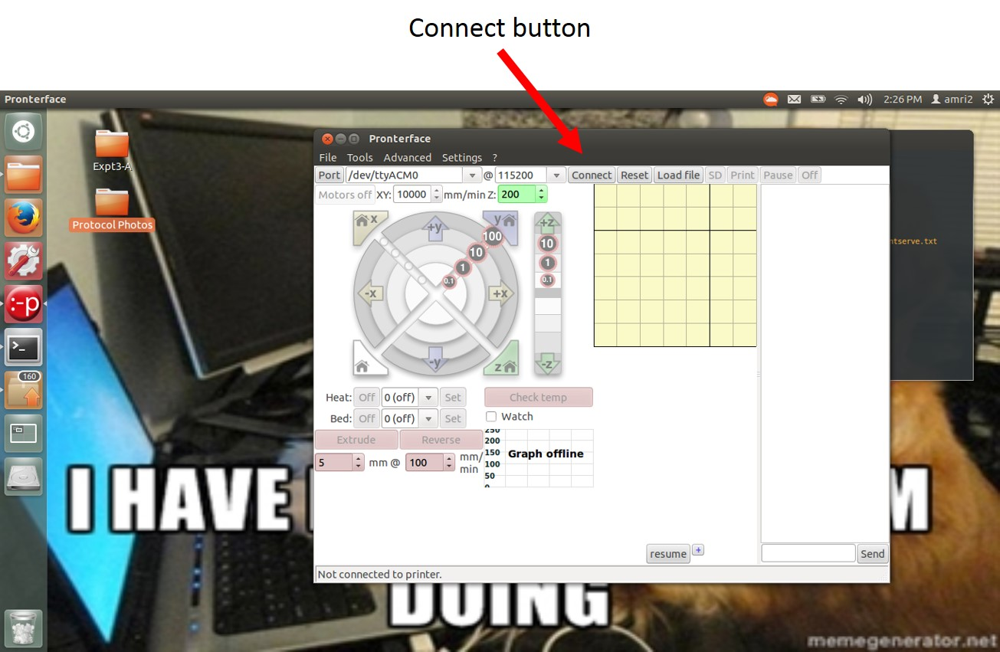 Connect button
Pronterface
2:26 PM amri2
Expt3-A
Protocol Photos
:-p
>_
160
Pronterface
File Tools Advanced Settings ?
Port /dev/ttyACM0 @ 115200 Connect Reset Load file SD Print Pause Off
Motors off XY: 10000 mm/min Z: 200
x +y y +z
100 10
10 1
1 0.1
0.1
-x +x
-y z -z
Heat: Off 0 (off) Set Check temp
Bed: Off 0 (off) Set Watch
Extrude Reverse
5 mm @ 100 mm/
min
250
200
150
100
50
0
Graph offline
ntserve.txt
resume +
Send
Not connected to printer.
I HAVE
M
DOING
memegenerator.net